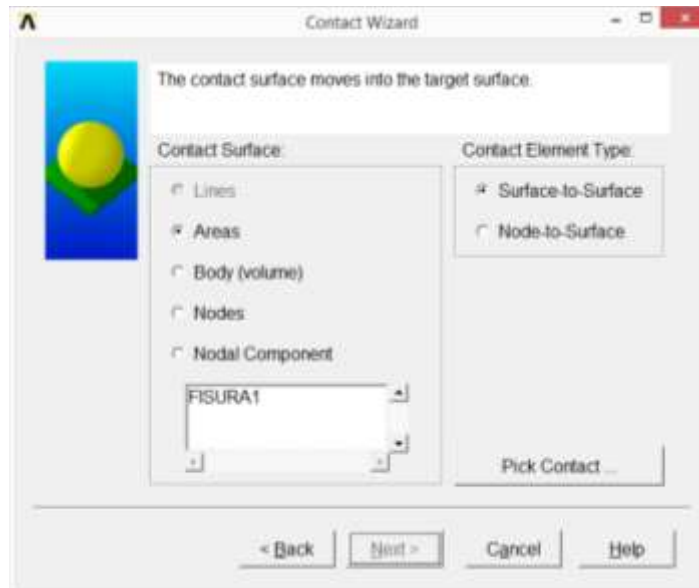 Contact Wizard
The contact surface moves into the target surface.
Contact Surface:
Contact Element Type:
Lines
Surface-to-Surface
Areas
Node-to-Surface
Body (volume)
Nodes
Nodal Component
FISURA1
Pick Contact ...
< Back
Next >
Cancel
Help